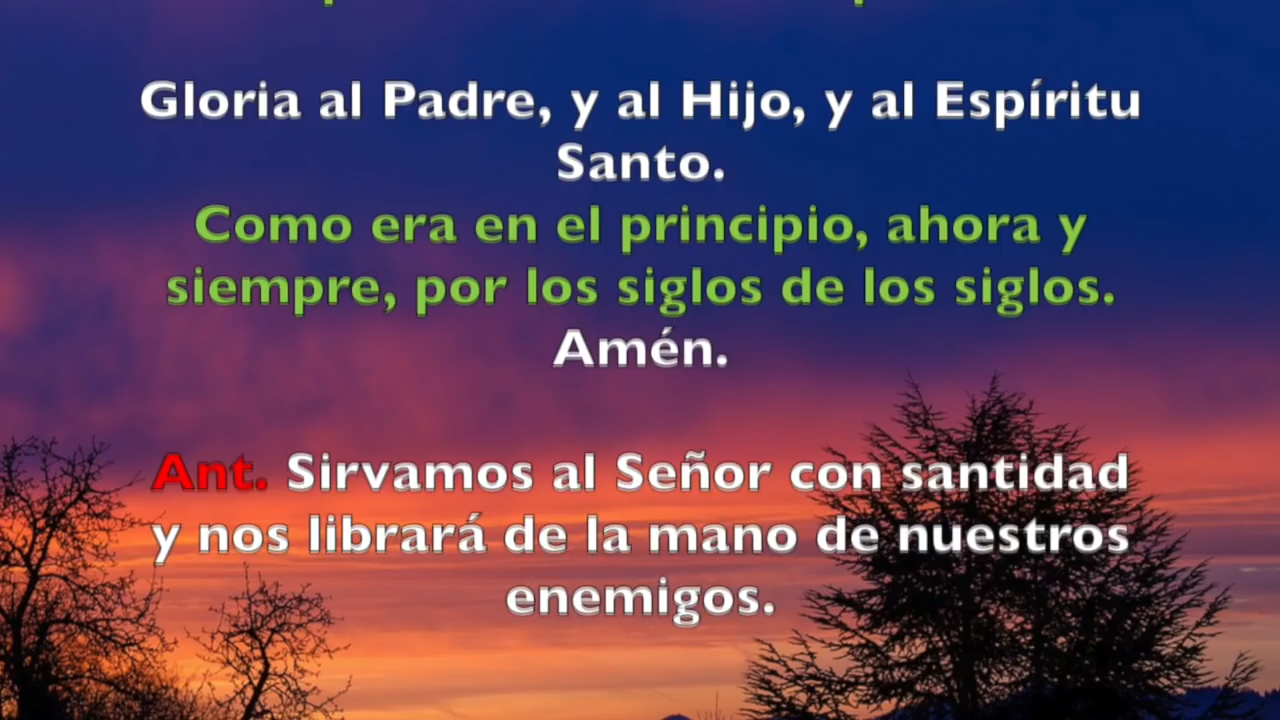 Gloria al Padre, y al Hijo, y al Espíritu
Santo.
Como era en el principio, ahora y
siempre, por los siglos de los siglos.
Amén.
Ant. Sirvamos al Señor con santidad
y nos librará de la mano de nuestros
enemigos.